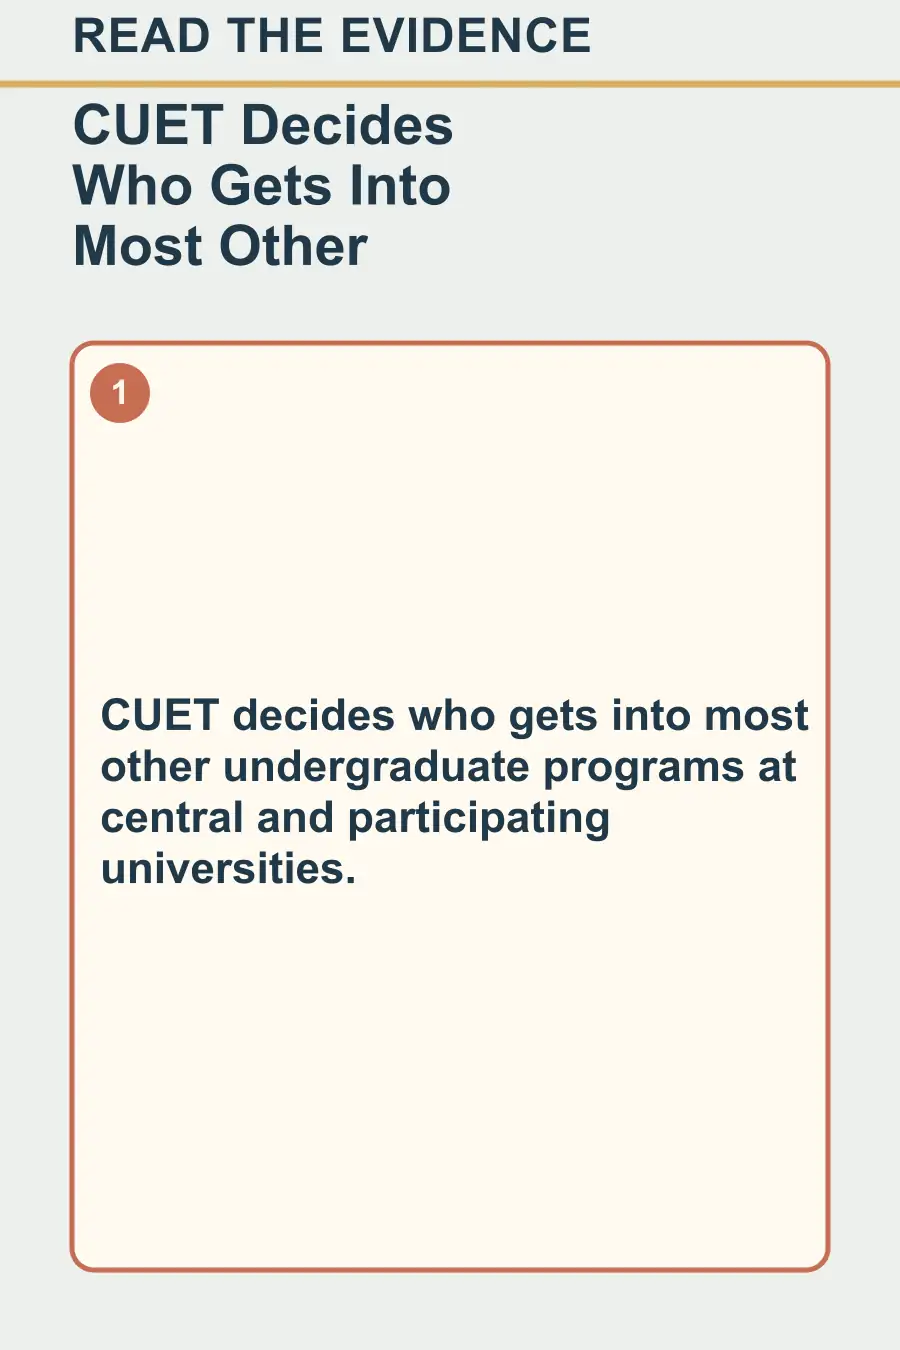 READ THE EVIDENCE
CUET Decides
Who Gets Into
Most Other
1
CUET decides who gets into most
other undergraduate programs at
central and participating
universities.